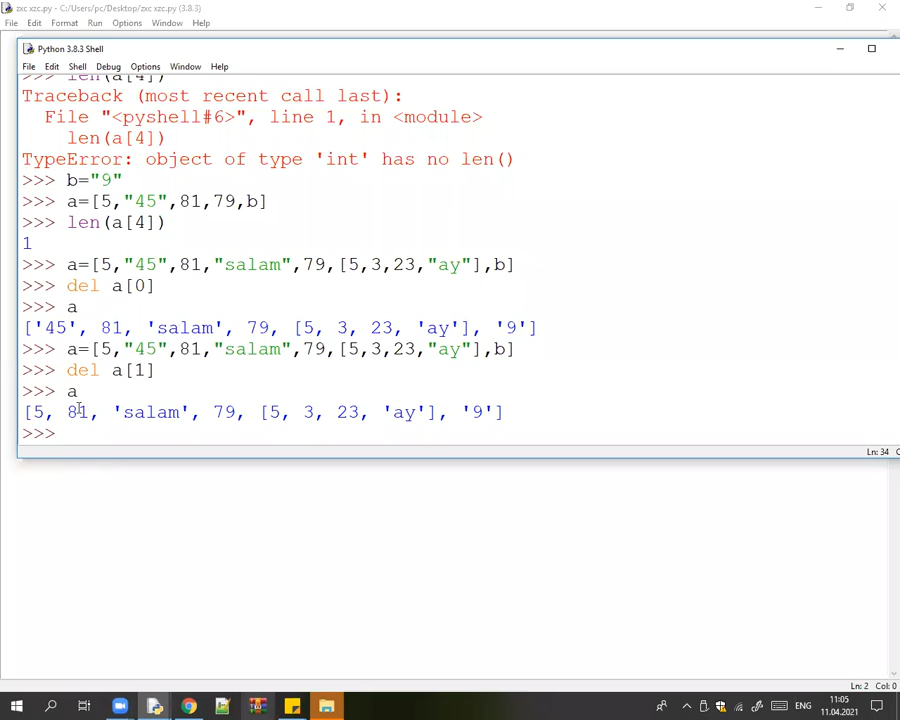 zxc xzc.py - C:/Users/pc/Desktop/zxc xzc.py (3.8.3)
File Edit Format Run Options Window Help
Python 3.8.3 Shell
File Edit Shell Debug Options Window Help
>>> len(a[4])
Traceback (most recent call last):
  File "<pyshell#6>", line 1, in <module>
    len(a[4])
TypeError: object of type 'int' has no len()
>>> b="9"
>>> a=[5,"45",81,79,b]
>>> len(a[4])
1
>>> a=[5,"45",81,"salam",79,[5,3,23,"ay"],b]
>>> del a[0]
>>> a
['45', 81, 'salam', 79, [5, 3, 23, 'ay'], '9']
>>> a=[5,"45",81,"salam",79,[5,3,23,"ay"],b]
>>> del a[1]
>>> a
[5, 81, 'salam', 79, [5, 3, 23, 'ay'], '9']
>>>
Ln: 34 C
Ln: 2 Col: 0
ENG
11:05
11.04.2021